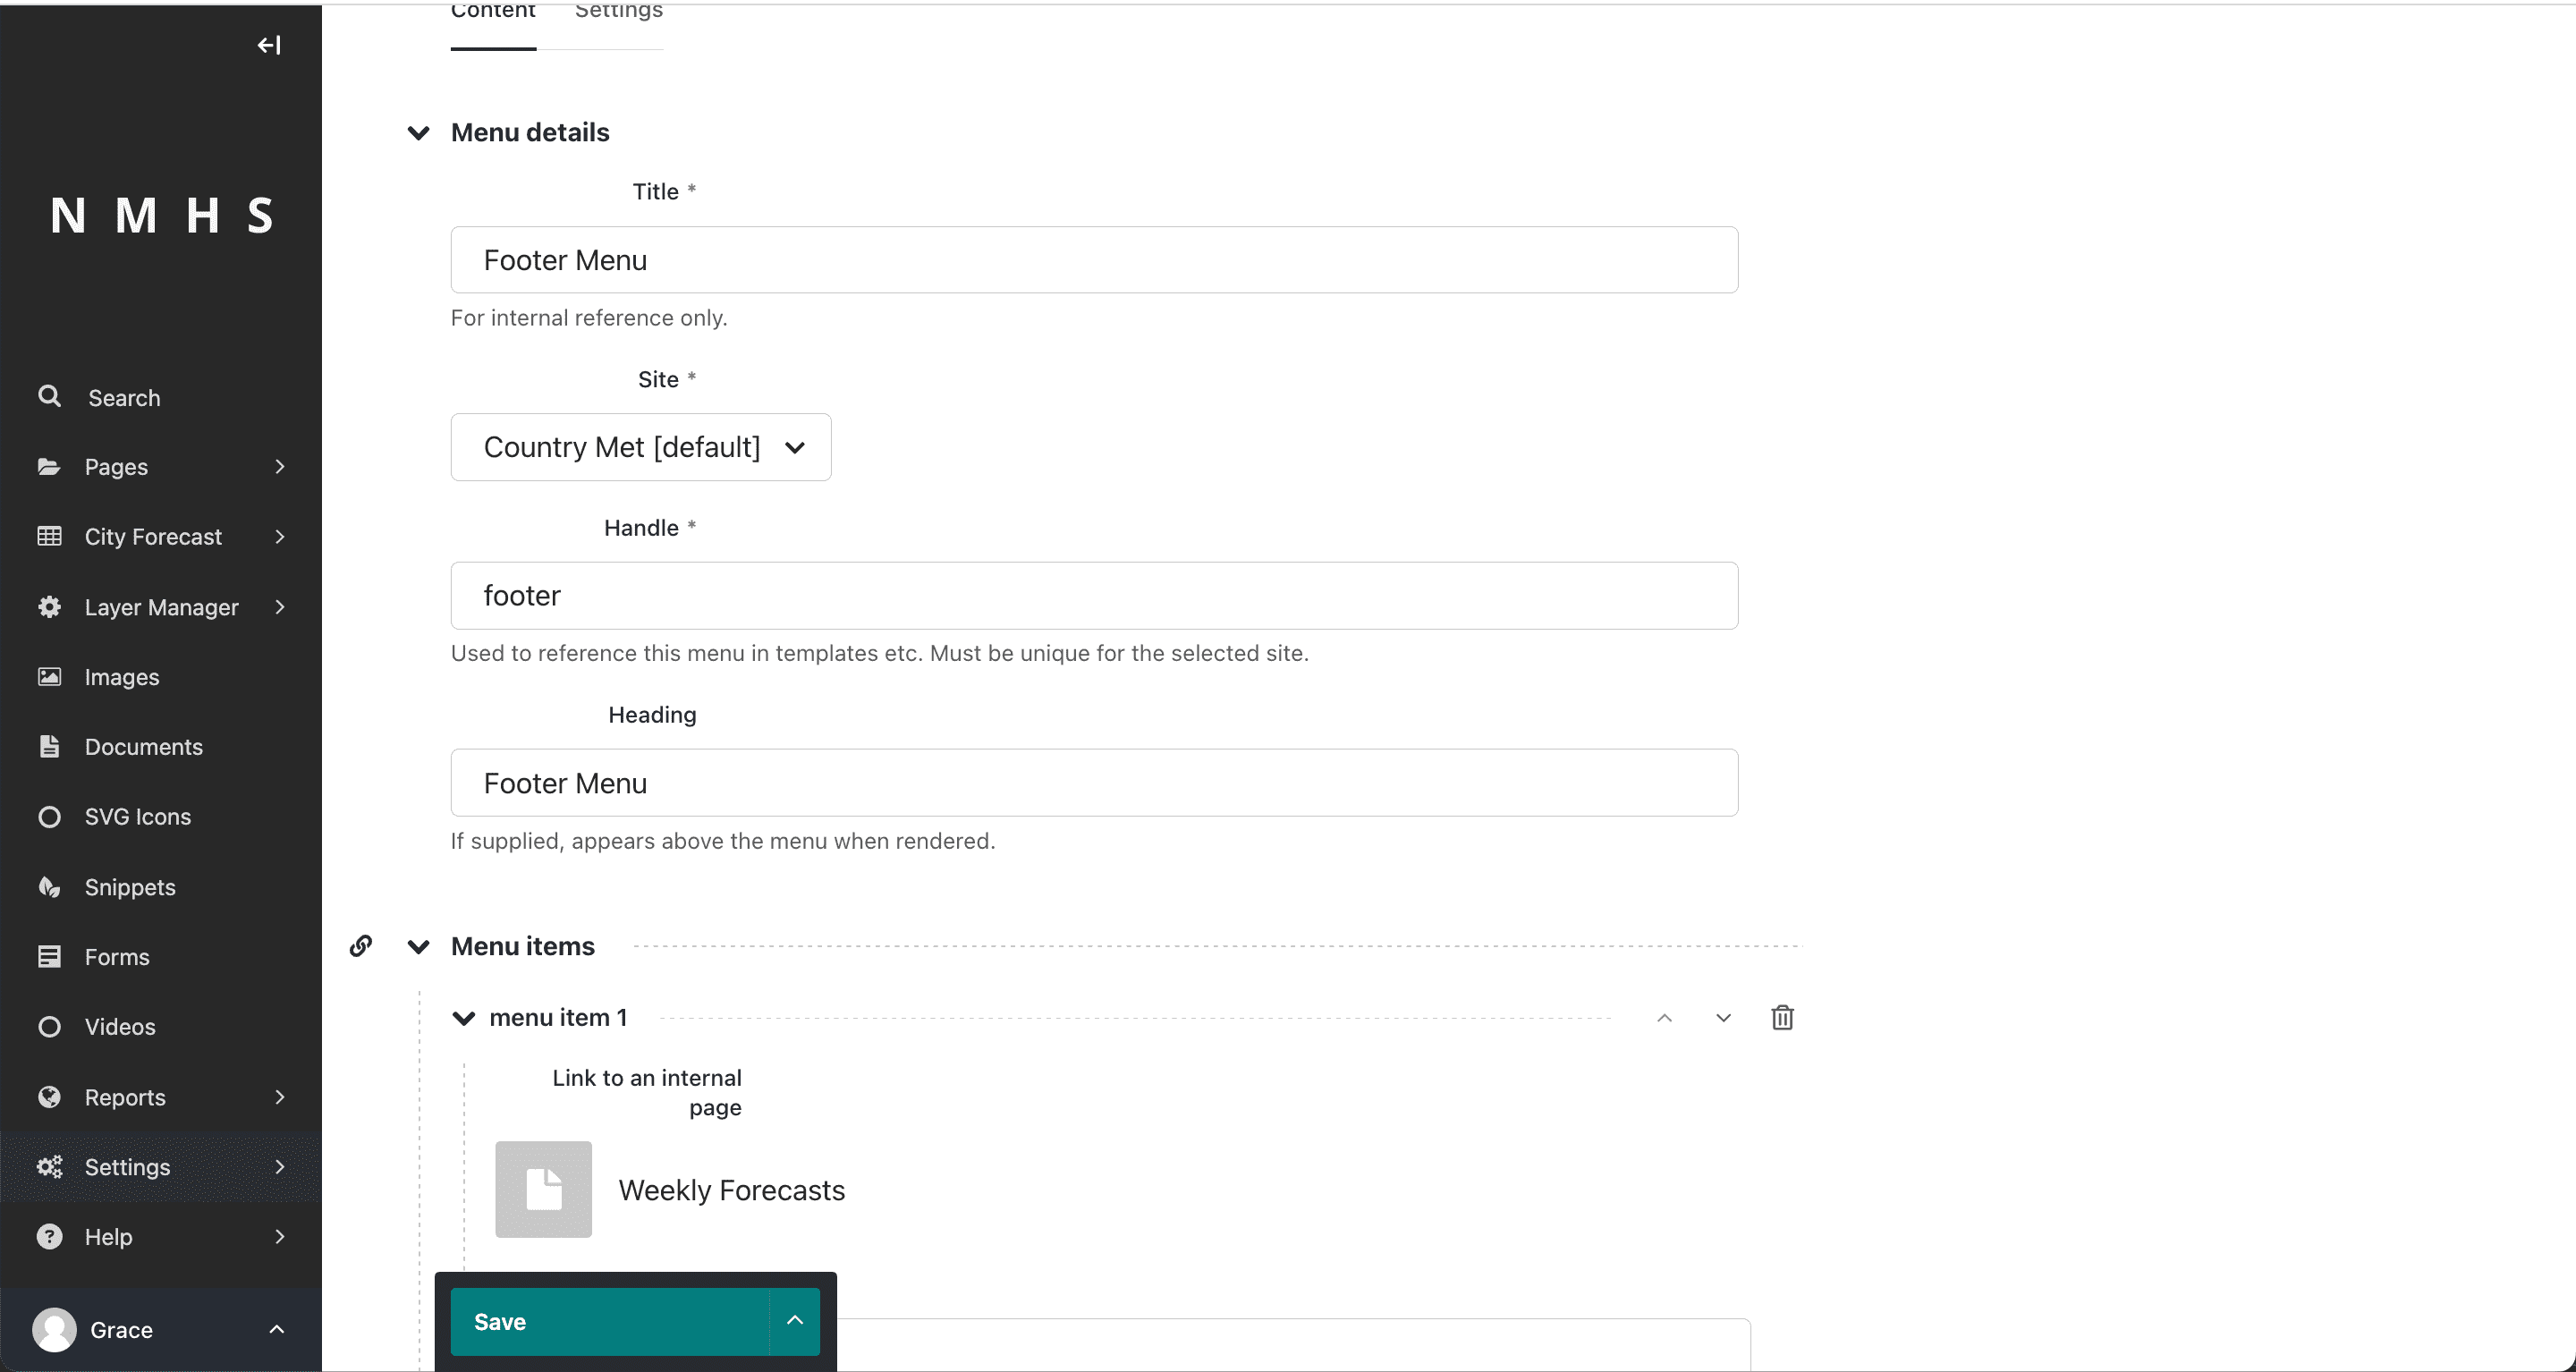 Content Settings
N M H S
Search
Pages
City Forecast
Layer Manager
Images
Documents
SVG Icons
Snippets
Forms
Videos
Reports
Settings
Help
Grace
Menu details
Title *
Footer Menu
For internal reference only.
Site *
Country Met [default]
Handle *
footer
Used to reference this menu in templates etc. Must be unique for the selected site.
Heading
Footer Menu
If supplied, appears above the menu when rendered.
Menu items
menu item 1
Link to an internal
page
Weekly Forecasts
Save